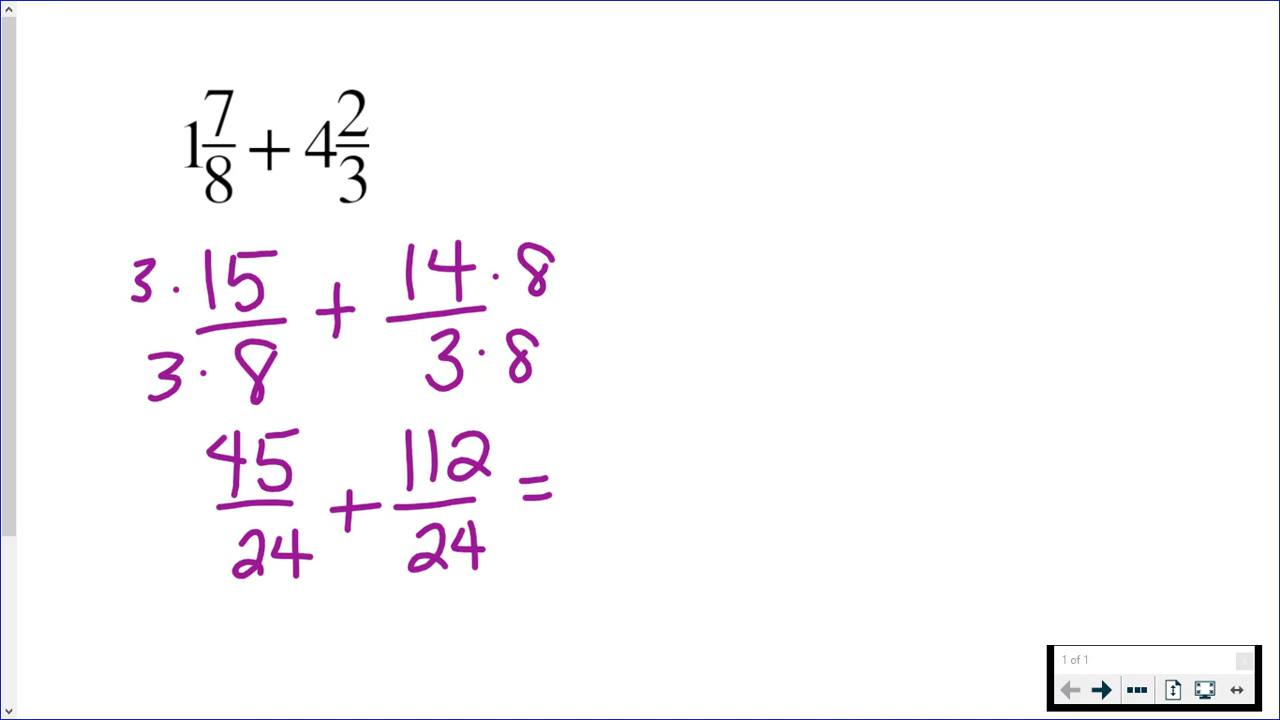 1 7/8 + 4 2/3
3 · 15 / 3 · 8 + 14 · 8 / 3 · 8
45/24 + 112/24 =
1 of 1